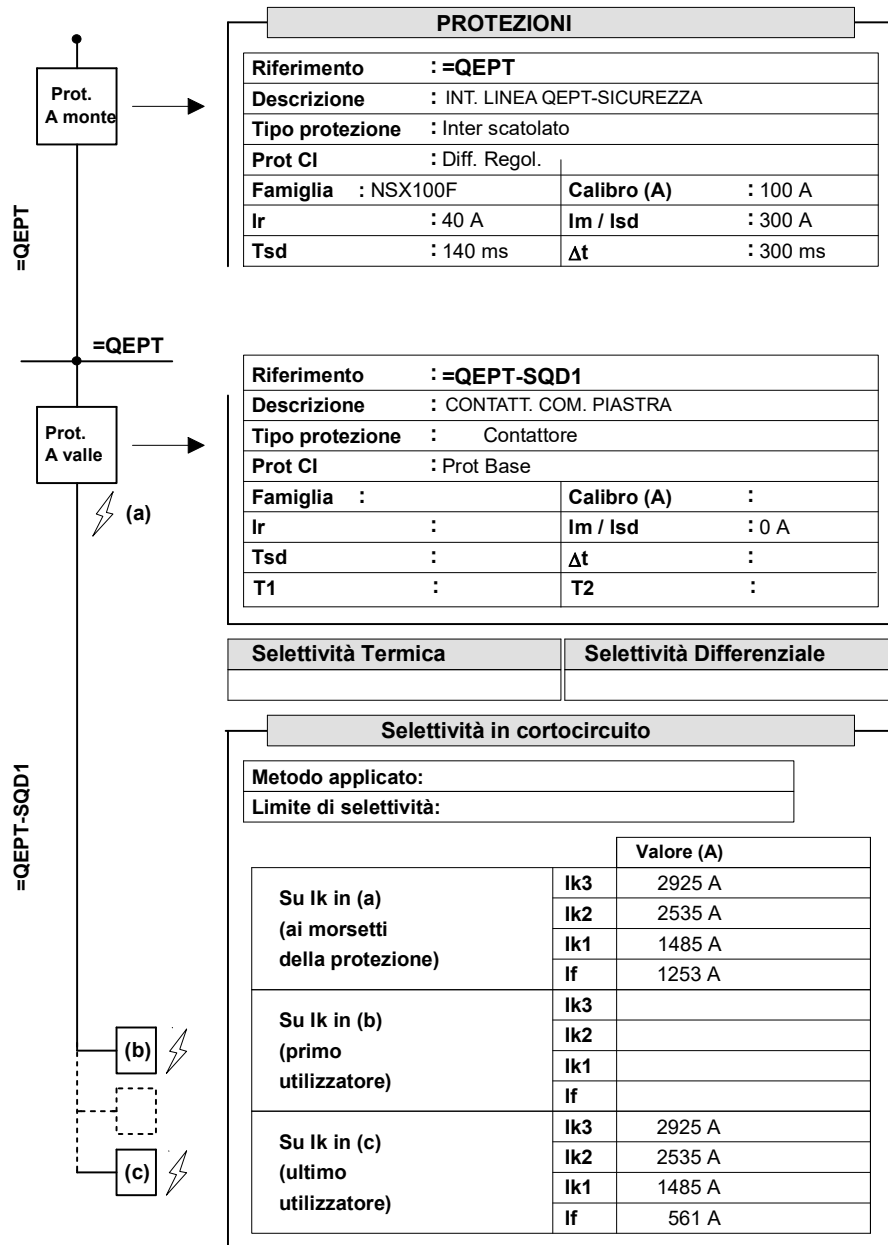 PROTEZIONI
Prot.
A monte
Riferimento : =QEPT
Descrizione : INT. LINEA QEPT-SICUREZZA
Tipo protezione : Inter scatolato
Prot CI : Diff. Regol.
Famiglia : NSX100F Calibro (A) : 100 A
Ir : 40 A Im / Isd : 300 A
Tsd : 140 ms Δt : 300 ms
=QEPT
=QEPT
Prot.
A valle
(a)
Riferimento : =QEPT-SQD1
Descrizione : CONTATT. COM. PIASTRA
Tipo protezione : Contattore
Prot CI : Prot Base
Famiglia : Calibro (A) :
Ir : Im / Isd : 0 A
Tsd : Δt :
T1 : T2 :
Selettività Termica Selettività Differenziale
Selettività in cortocircuito
Metodo applicato:
Limite di selettività:
=QEPT-SQD1
Valore (A)
Su Ik in (a)
(ai morsetti
della protezione)
Ik3 2925 A
Ik2 2535 A
Ik1 1485 A
If 1253 A
(b)
Su Ik in (b)
(primo
utilizzatore)
Ik3
Ik2
Ik1
If
(c)
Su Ik in (c)
(ultimo
utilizzatore)
Ik3 2925 A
Ik2 2535 A
Ik1 1485 A
If 561 A